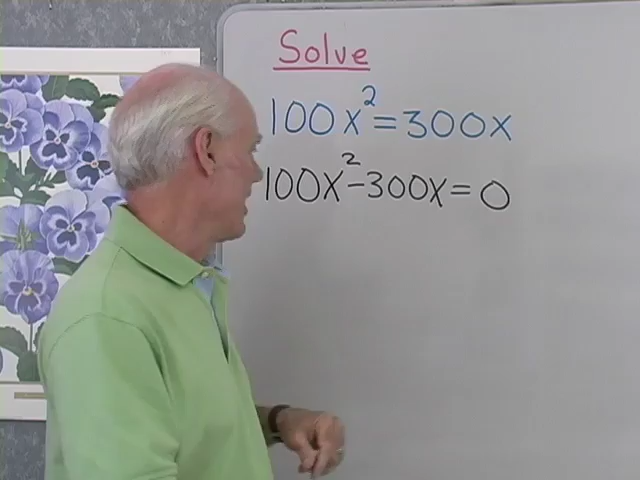 Solve
100x² = 300x
100x² - 300x = 0